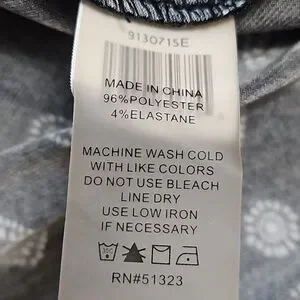 9130715E
MADE IN CHINA
96%POLYESTER
4%ELASTANE
MACHINE WASH COLD
WITH LIKE COLORS
DO NOT USE BLEACH
LINE DRY
USE LOW IRON
IF NECESSARY
RN#51323